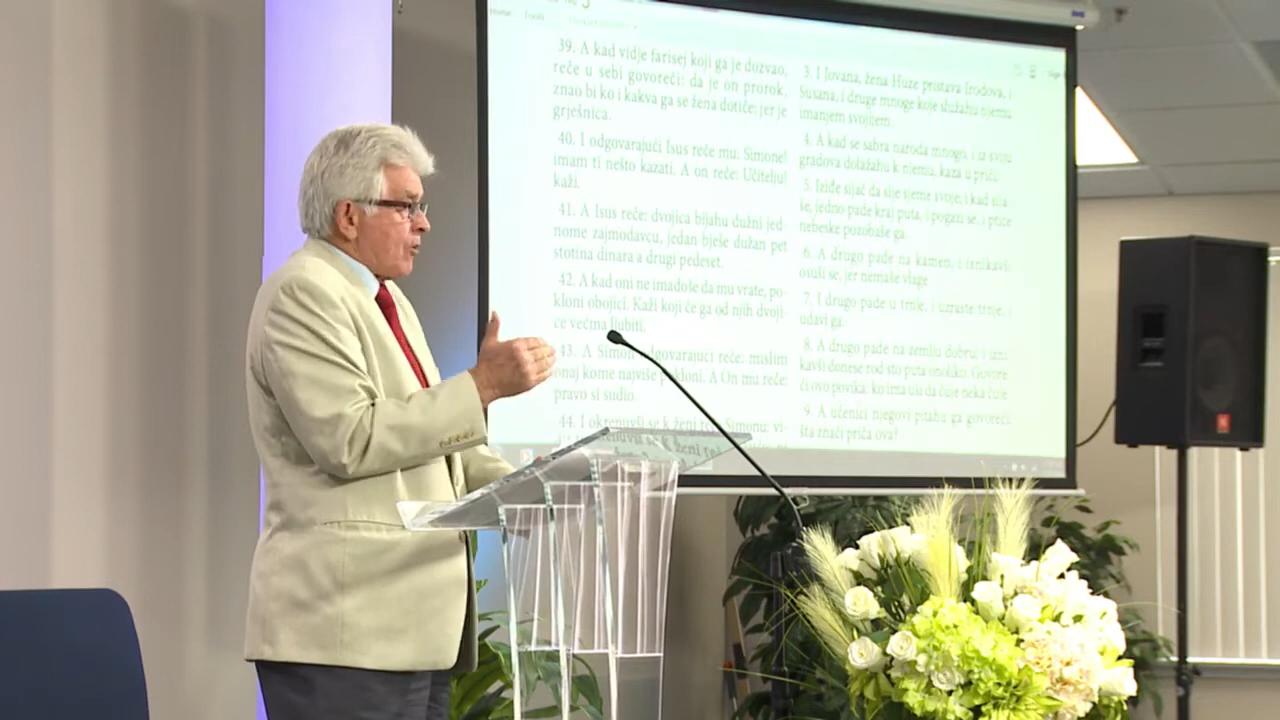 Home Tools
39. A kad vidje farisej koji ga je dozvao,
reče u sebi govoreći: da je on prorok,
znao bi ko i kakva ga se žena dotiče: jer je
grješnica.
40. I odgovarajući Isus reče mu: Simone!
imam ti nešto kazati. A on reče: Učitelju!
kaži.
41. A Isus reče: dvojica bijahu dužni jed-
nome zajmodavcu, jedan bješe dužan pet
stotina dinara a drugi pedeset.
42. A kad oni ne imadoše da mu vrate, po-
kloni obojici. Kaži koji će ga od njih dvoji-
ce većma ljubiti.
43. A Simon odgovarajući reče: mislim
onaj kome najviše pokloni. A On mu reče:
pravo si sudio.
44. I okrenuvši se k ženi reče Simonu: vi-
3. I Jovana, žena Huze pristava Irodova, i
Susana, i druge mnoge koje služahu njemu
imanjem svojijem.
4. A kad se sabra naroda mnogo, i iz sviju
gradova dolažahu k njemu, kaza u priči:
5. Iziđe sijač da sije sjeme svoje; i kad sija-
še, jedno pade kraj puta, i pogazi se, i ptice
nebeske pozobaše ga,
6. A drugo pade na kamen, i iznikavši
osuši se, jer nemaše vlage.
7. I drugo pade u trnje, i uzraste trnje, i
udavi ga.
8. A drugo pade na zemlju dobru, i izni-
kavši donese rod sto puta onoliko. Govore-
ći ovo povika: ko ima uši da čuje neka čuje.
9. A učenici njegovi pitahu ga govoreći:
šta znači priča ova?